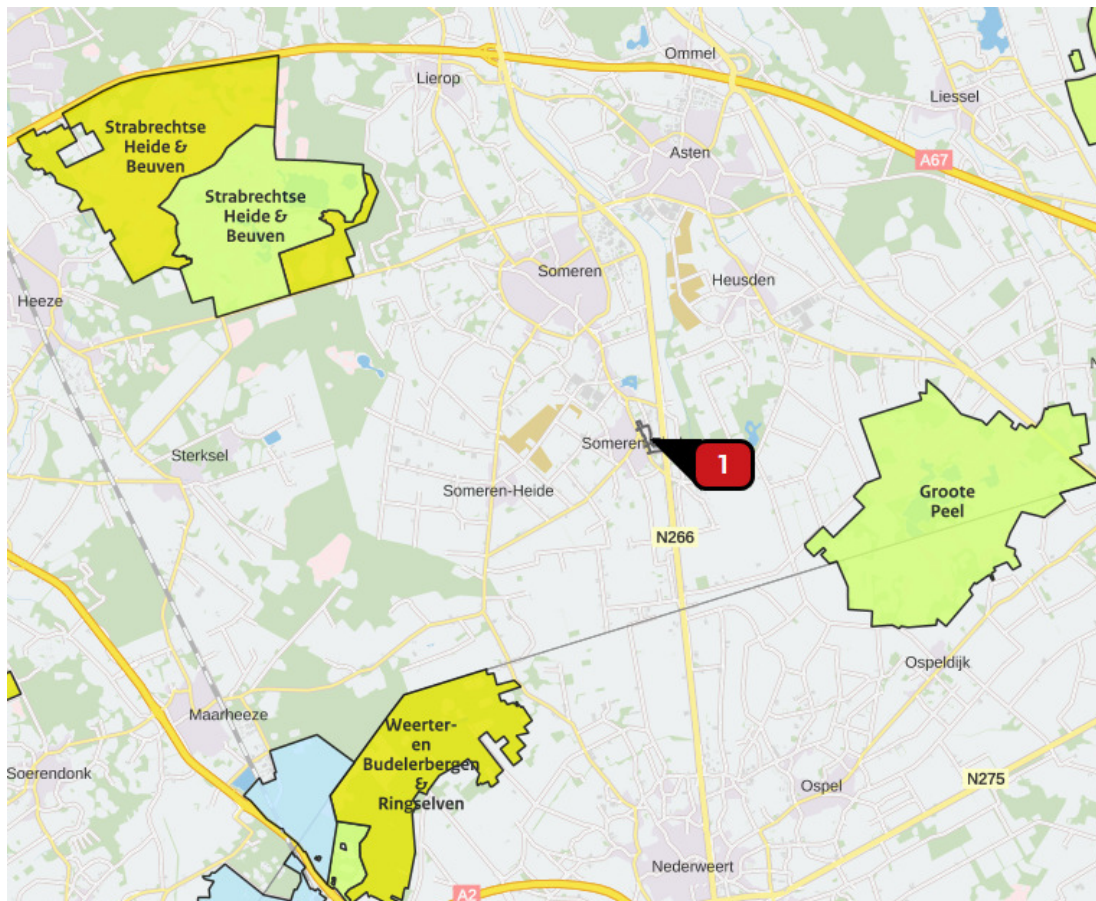 Ommel
Lierop
Liessel
Strabrechtse
Heide &
Beuven
Asten
A67
Strabrechtse
Heide &
Beuven
Someren
Heusden
Heeze
Someren
1
Sterksel
Someren-Heide
Groote
Peel
N266
Ospeldijk
Maarheeze
Weerter-
en
Budelerbergen
&
Ringselven
Soerendonk
N275
Ospel
Nederweert
A2